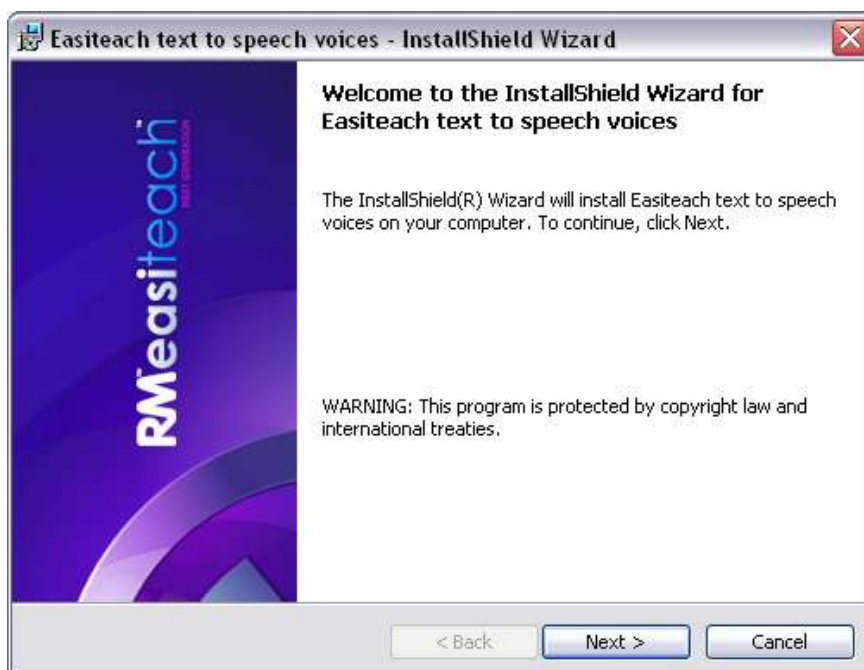 Easiteach text to speech voices - InstallShield Wizard
RM easiteach™
NEXT GENERATION
Welcome to the InstallShield Wizard for
Easiteach text to speech voices
The InstallShield(R) Wizard will install Easiteach text to speech
voices on your computer. To continue, click Next.
WARNING: This program is protected by copyright law and
international treaties.
< Back
Next >
Cancel